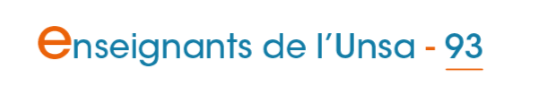 enseignants de l'Unsa - 93